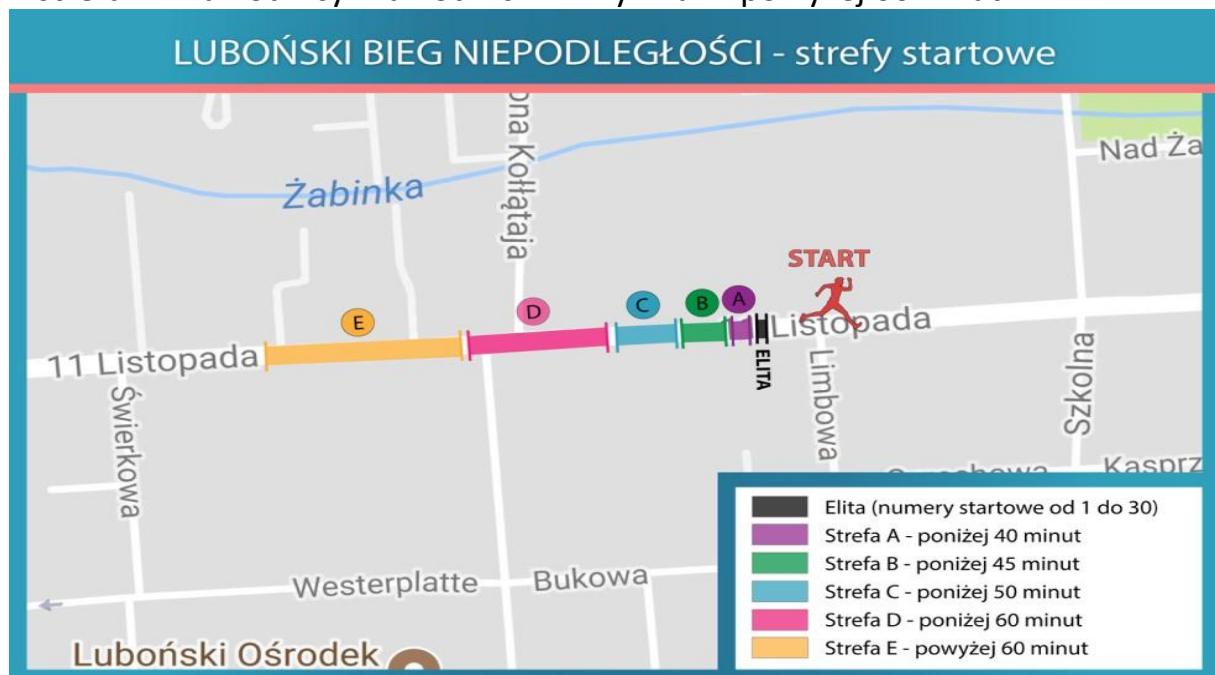 LUBOŃSKI BIEG NIEPODLEGŁOŚCI - strefy startowe
ona Kołłątaja
Nad Ża
Żabinka
START
A
B
C
D
E
11 Listopada
Listopada
ELITA
Świerkowa
Limbowa
Szkolna
Kasprz
Westerplatte
Bukowa
Luboński Ośrodek
Elita (numery startowe od 1 do 30)
Strefa A - poniżej 40 minut
Strefa B - poniżej 45 minut
Strefa C - poniżej 50 minut
Strefa D - poniżej 60 minut
Strefa E - powyżej 60 minut